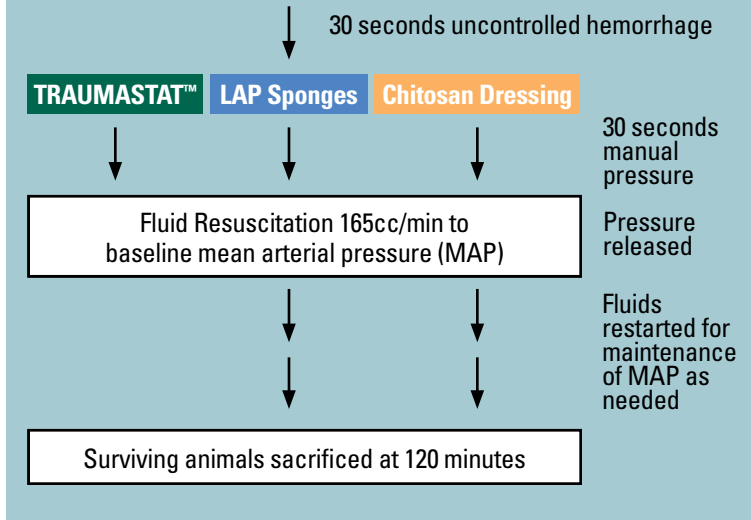 30 seconds uncontrolled hemorrhage
TRAUMASTAT™ LAP Sponges Chitosan Dressing
30 seconds
manual
pressure
Fluid Resuscitation 165cc/min to
baseline mean arterial pressure (MAP)
Pressure
released
Fluids
restarted for
maintenance
of MAP as
needed
Surviving animals sacrificed at 120 minutes